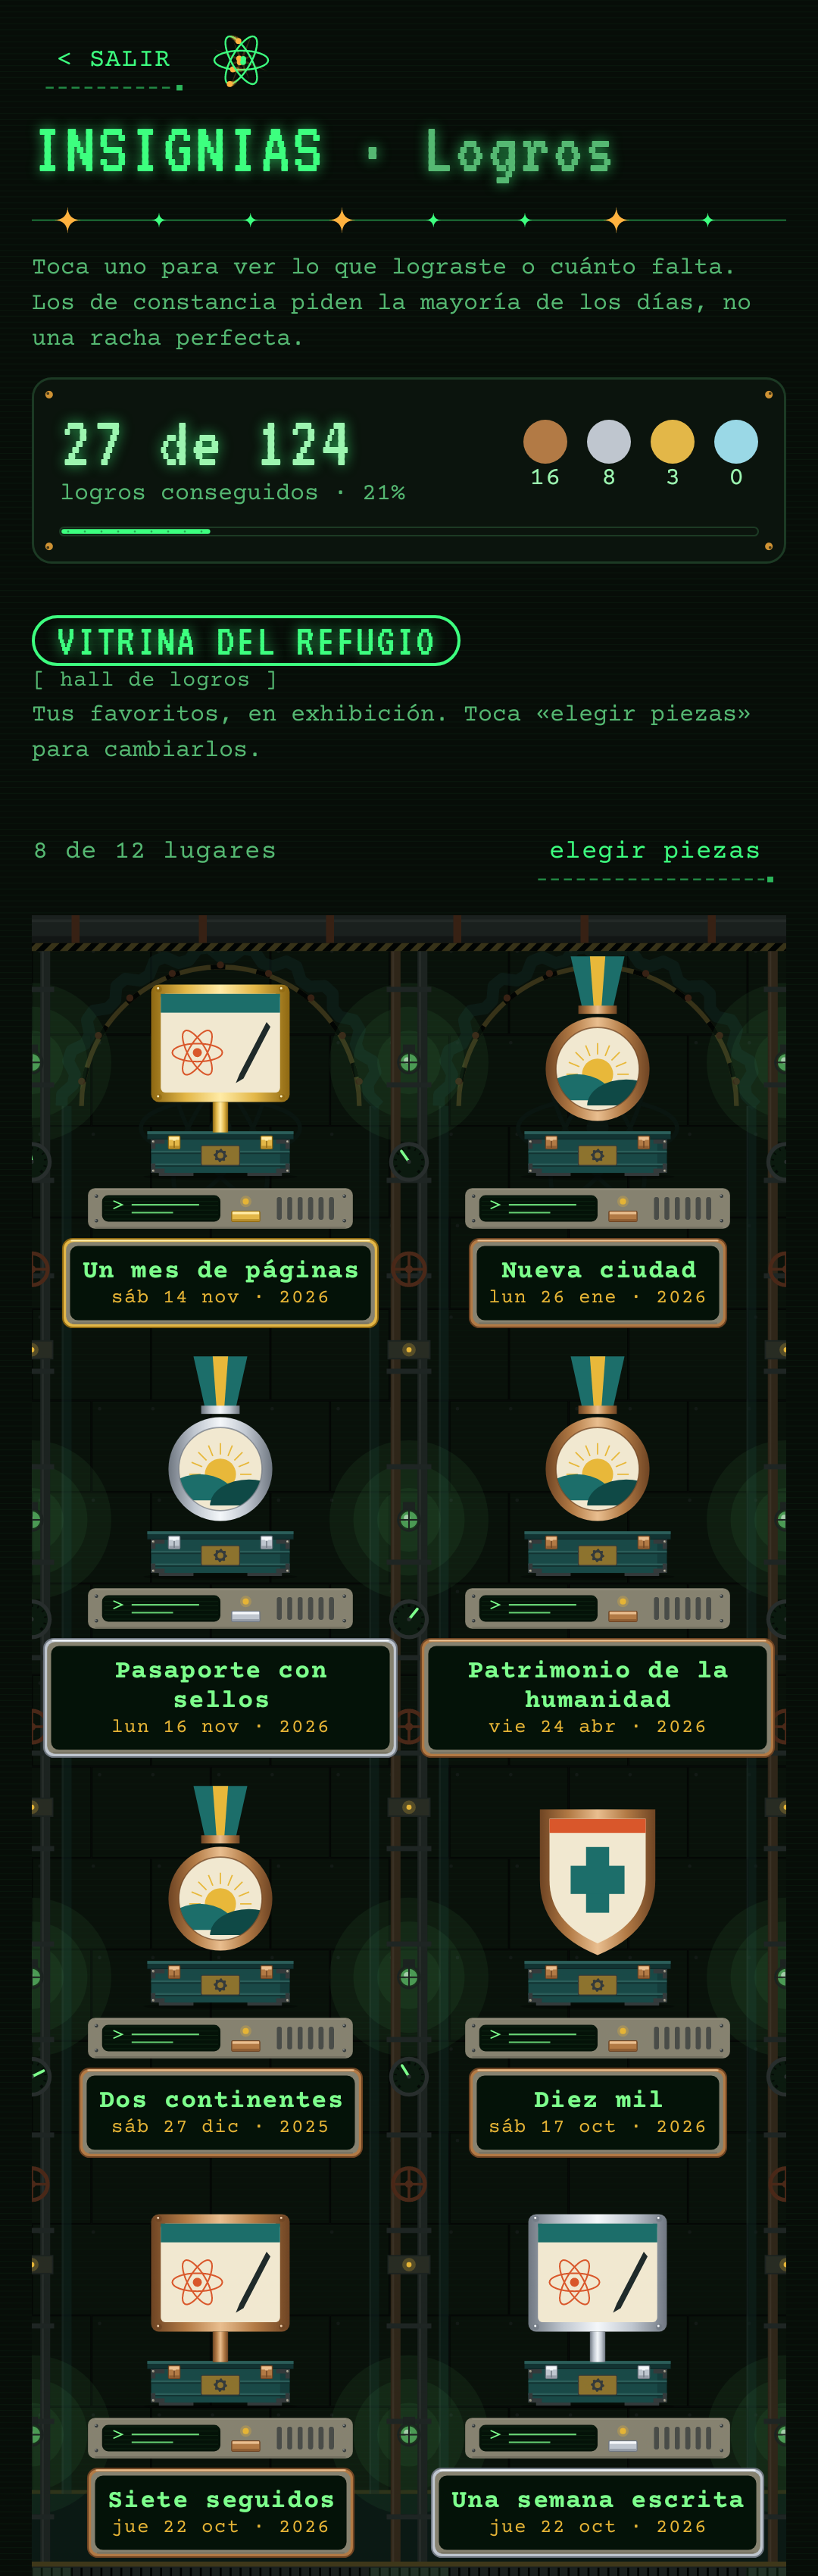 < SALIR
INSIGNIAS · Logros
Toca uno para ver lo que lograste o cuánto falta.
Los de constancia piden la mayoría de los días, no
una racha perfecta.
27 de 124
logros conseguidos · 21%
16 8 3 0
VITRINA DEL REFUGIO
[ hall de logros ]
Tus favoritos, en exhibición. Toca «elegir piezas»
para cambiarlos.
8 de 12 lugares
elegir piezas
>
Un mes de páginas
sáb 14 nov · 2026
>
Nueva ciudad
lun 26 ene · 2026
>
Pasaporte con
sellos
lun 16 nov · 2026
>
Patrimonio de la
humanidad
vie 24 abr · 2026
>
Dos continentes
sáb 27 dic · 2025
>
Diez mil
sáb 17 oct · 2026
>
Siete seguidos
jue 22 oct · 2026
>
Una semana escrita
jue 22 oct · 2026